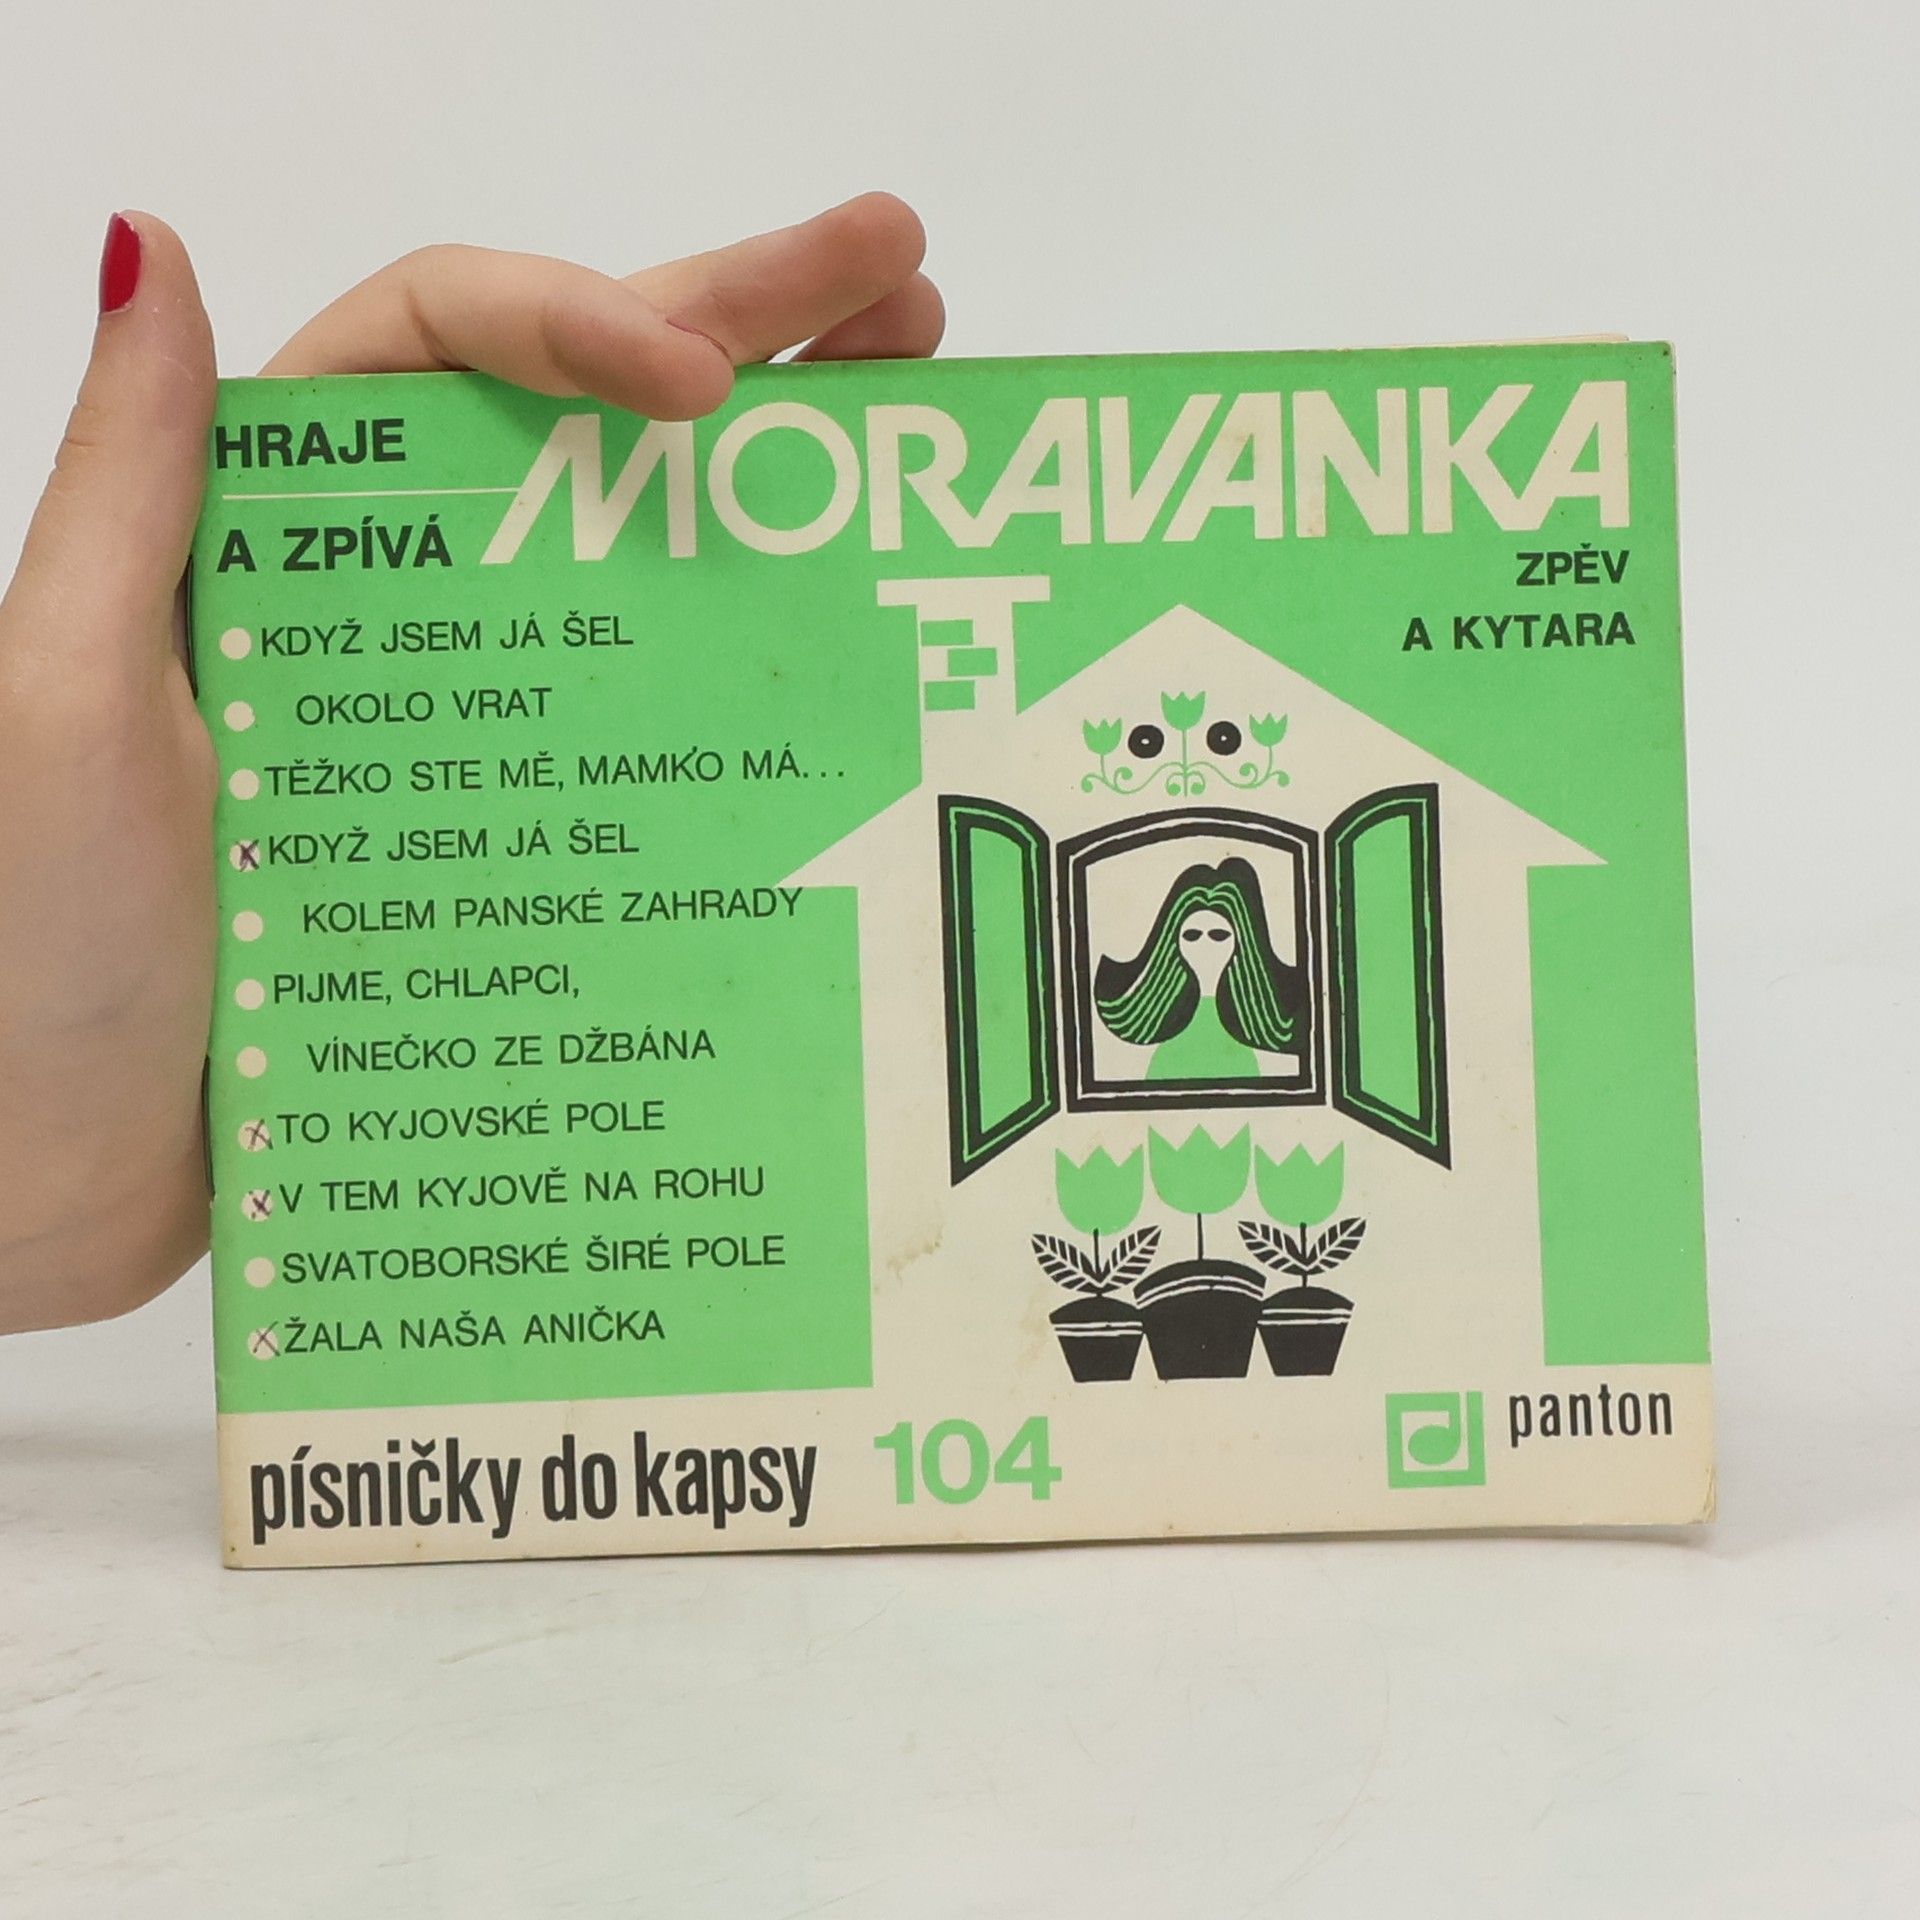 HRAJE
A ZPÍVÁ
MORAVANKA
ZPĚV
A KYTARA
KDYŽ JSEM JÁ ŠEL
OKOLO VRAT
TĚŽKO STE MĚ, MAMKO MÁ...
KDYŽ JSEM JÁ ŠEL
KOLEM PANSKÉ ZAHRADY
PIJME, CHLAPCI,
VÍNEČKO ZE DŽBÁNA
TO KYJOVSKÉ POLE
V TEM KYJOVĚ NA ROHU
SVATOBORSKÉ ŠIRÉ POLE
ŽALA NAŠA ANIČKA
písničky do kapsy 104
panton